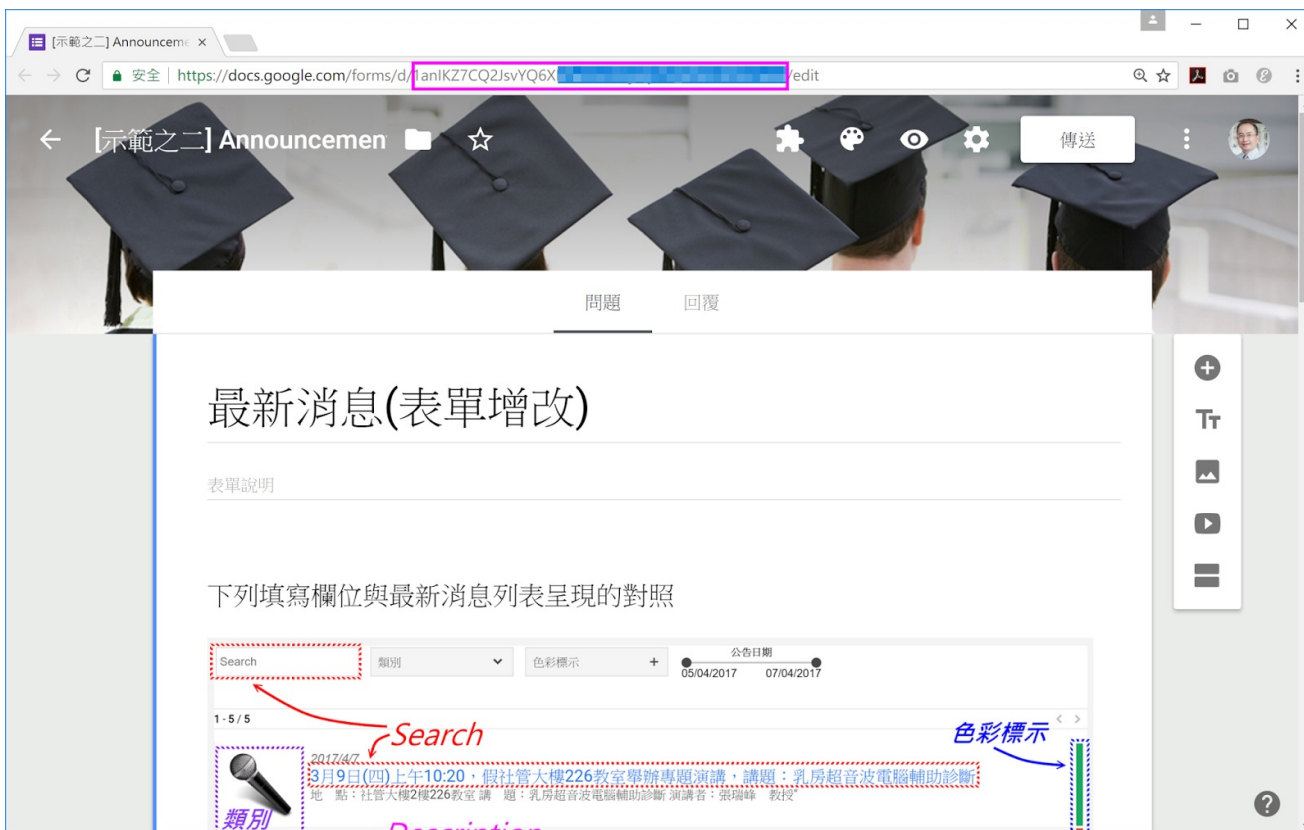 [示範之二] Announceme
安全 https://docs.google.com/forms/d/1anlKZ7CQ2JsvYQ6X /edit
[示範之二] Announcemen
傳送
問題 回覆
最新消息(表單增改)
表單說明
下列填寫欄位與最新消息列表呈現的對照
Search 類別 色彩標示 + 公告日期
05/04/2017 07/04/2017
1 - 5 / 5
Search 色彩標示
2017/4/7
3月9日(四)上午10:20，假社管大樓226教室舉辦專題演講，講題：乳房超音波電腦輔助診斷
地 點：社管大樓2樓226教室 講 題：乳房超音波電腦輔助診斷 演講者：張瑞峰 教授"
類別
Description